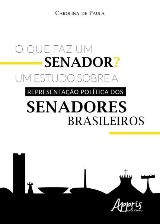 CAROLINA DE PAULA
O QUE FAZ UM
SENADOR?
UM ESTUDO SOBRE A
REPRESENTAÇÃO POLÍTICA DOS
SENADORES
BRASILEIROS
Appris
editora